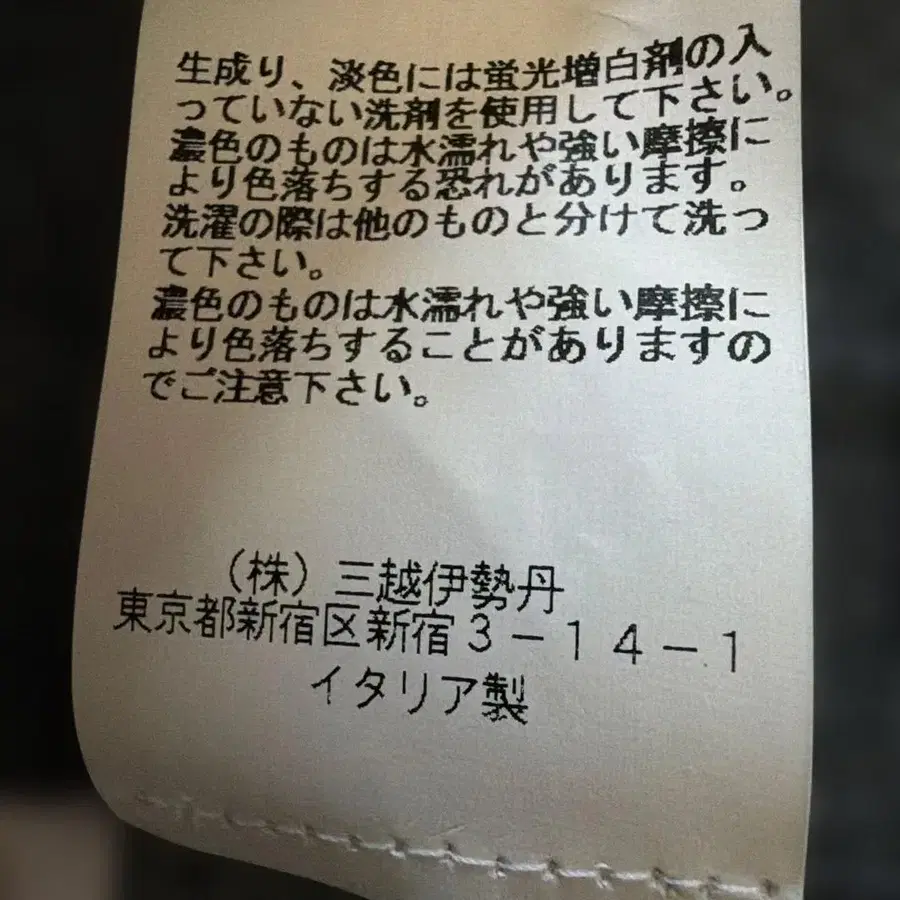 生成り、淡色には蛍光増白剤の入
っていない洗剤を使用して下さい。
濃色のものは水濡れや強い摩擦に
より色落ちする恐れがあります。
洗濯の際は他のものと分けて洗っ
て下さい。
濃色のものは水濡れや強い摩擦に
より色落ちすることがありますの
でご注意下さい。
（株）三越伊勢丹
東京都新宿区新宿３－１４－１
イタリア製